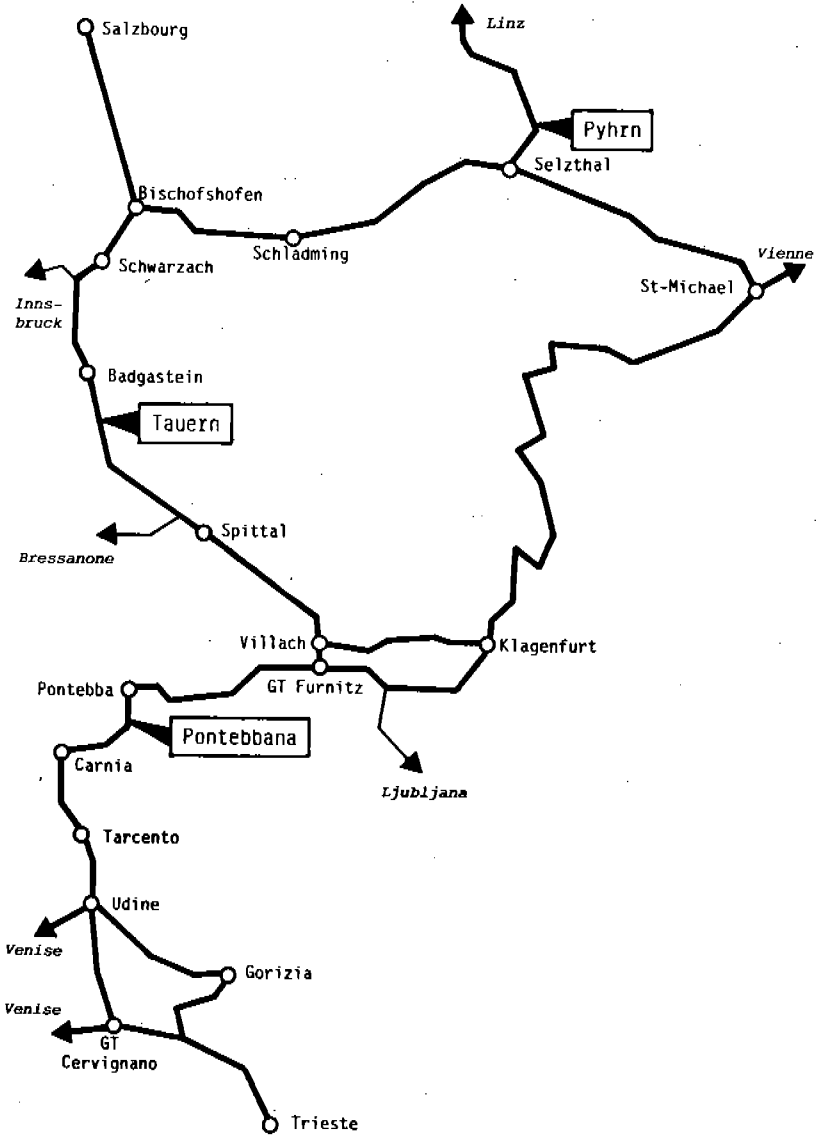 Salzbourg
Linz
Pyhrn
Selzthal
Bischofshofen
Schladming
Schwarzach
Vienne
St-Michael
Inns-
bruck
Badgastein
Tauern
Spittal
Bressanone
Villach
Klagenfurt
GT Furnitz
Pontebba
Pontebbana
Carnia
Ljubljana
Tarcento
Udine
Venise
Gorizia
Venise
GT
Cervignano
Trieste